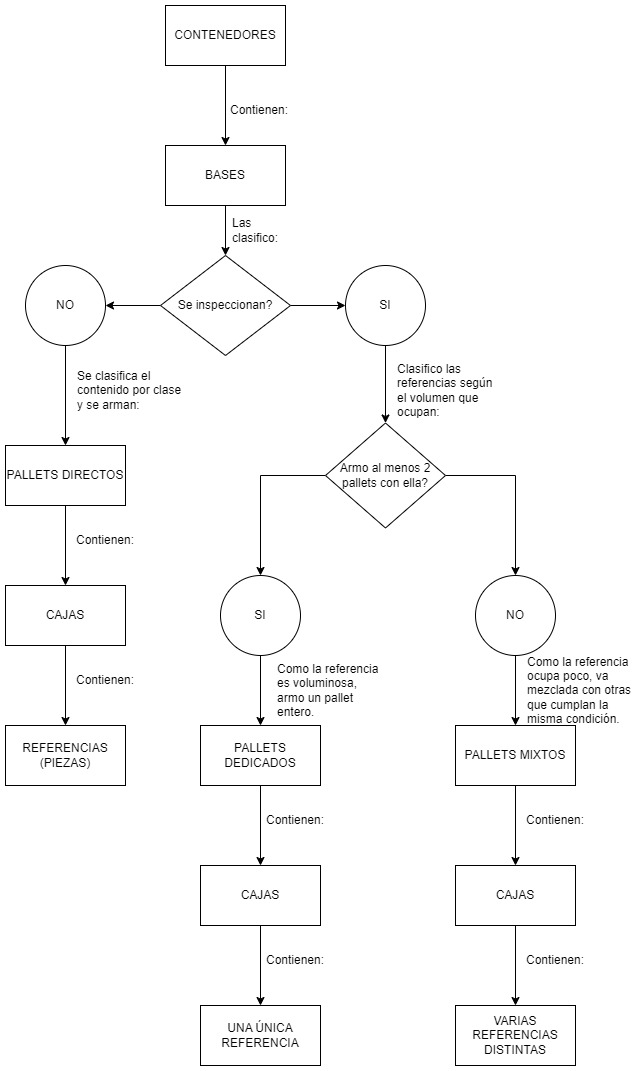 CONTENEDORES
Contienen:
BASES
Las
clasifico:
NO
Se inspeccionan?
SI
Se clasifica el
contenido por clase
y se arman:
Clasifico las
referencias según
el volumen que
ocupan:
PALLETS DIRECTOS
Armo al menos 2
pallets con ella?
Contienen:
CAJAS
SI
NO
Contienen:
Como la referencia
es voluminosa,
armo un pallet
entero.
Como la referencia
ocupa poco, va
mezclada con otras
que cumplan la
misma condición.
REFERENCIAS
(PIEZAS)
PALLETS
DEDICADOS
PALLETS MIXTOS
Contienen:
Contienen:
CAJAS
CAJAS
Contienen:
Contienen:
UNA ÚNICA
REFERENCIA
VARIAS
REFERENCIAS
DISTINTAS